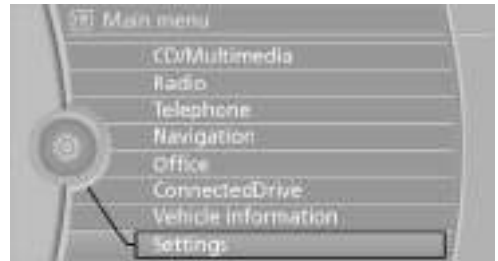 Main menu
CD/Multimedia
Radio
Telephone
Navigation
Office
ConnectedDrive
Vehicle information
Settings